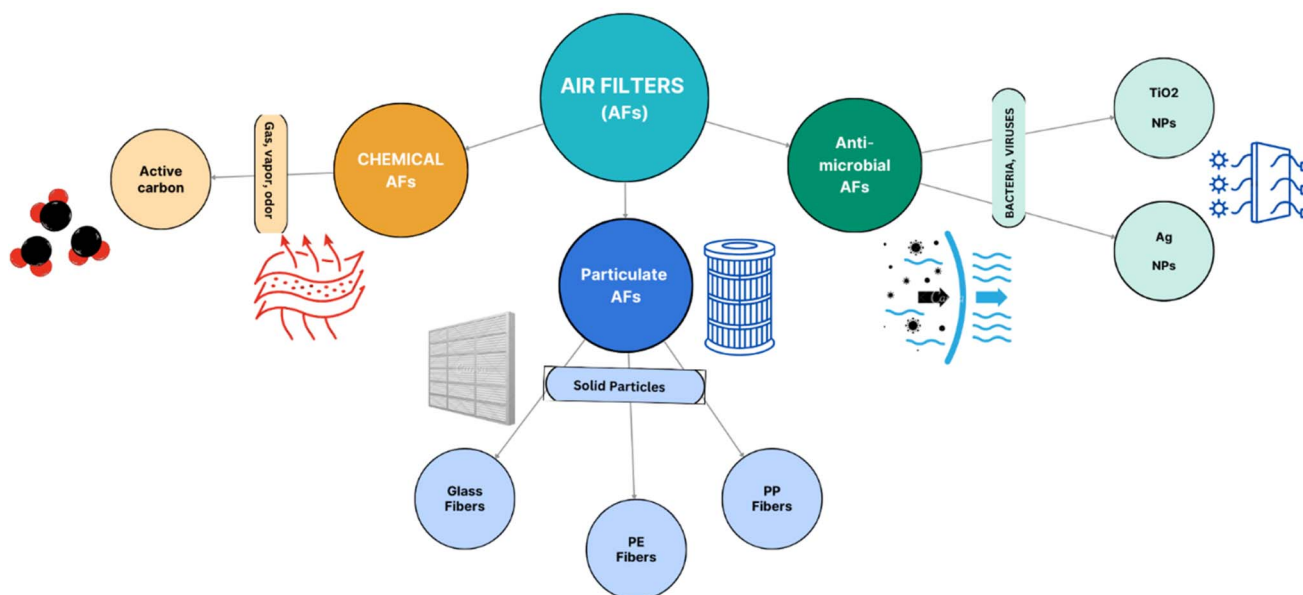 AIR FILTERS
(AFs)
CHEMICAL
AFs
Gas, vapor, odor
Active
carbon
Particulate
AFs
Solid Particles
Glass
Fibers
PE
Fibers
PP
Fibers
Anti-
microbial
AFs
BACTERIA, VIRUSES
TiO2
NPs
Ag
NPs